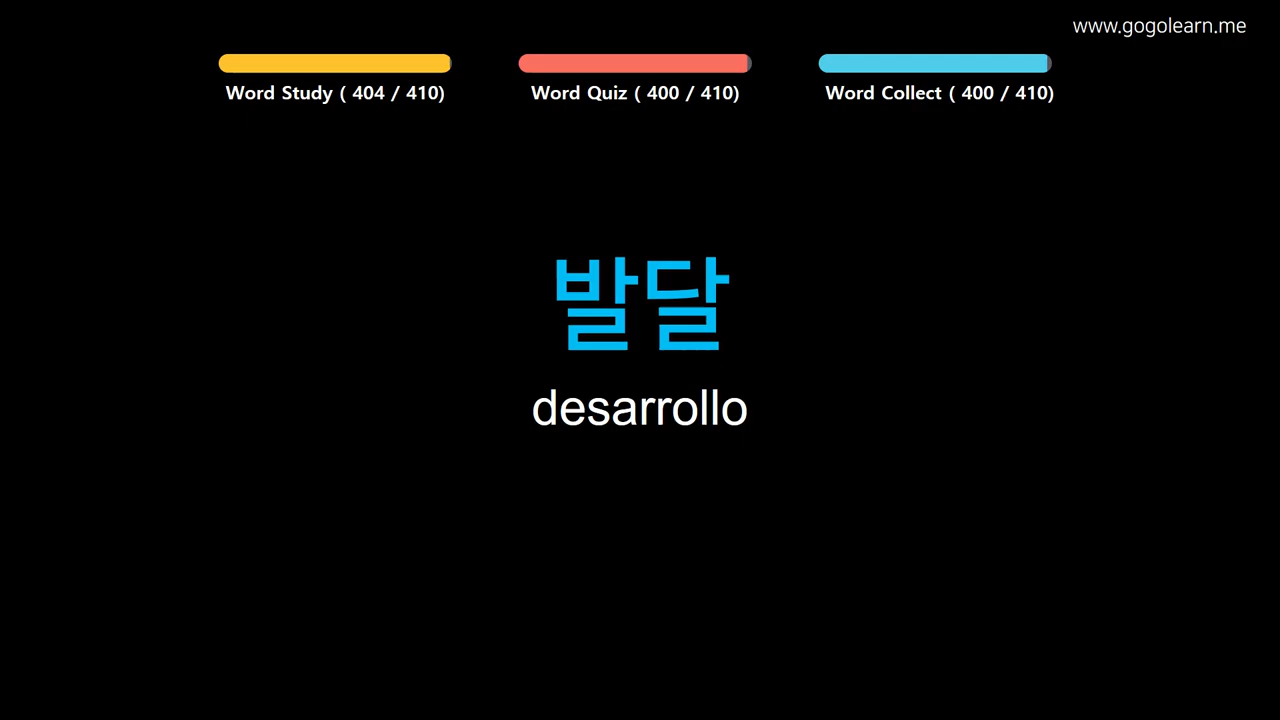 www.gogolearn.me
Word Study ( 404 / 410)
Word Quiz ( 400 / 410)
Word Collect ( 400 / 410)
발달
desarrollo